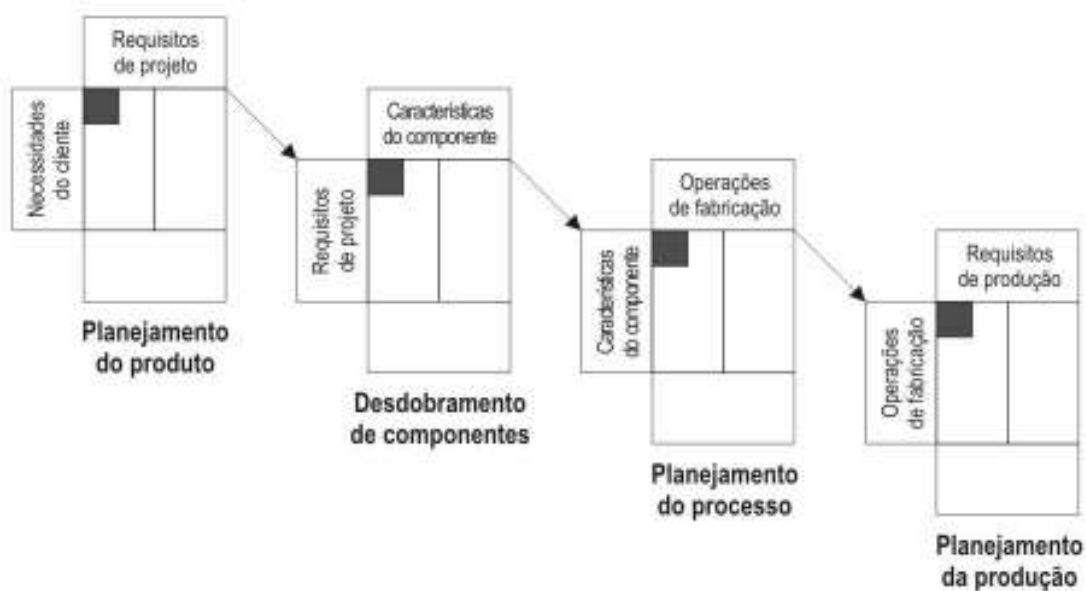 Requisitos
de projeto
Necessidades
do cliente
Planejamento
do produto
Características
do componente
Requisitos
de projeto
Desdobramento
de componentes
Operações
de fabricação
Características
do componente
Planejamento
do processo
Requisitos
de produção
Operações
de fabricação
Planejamento
da produção